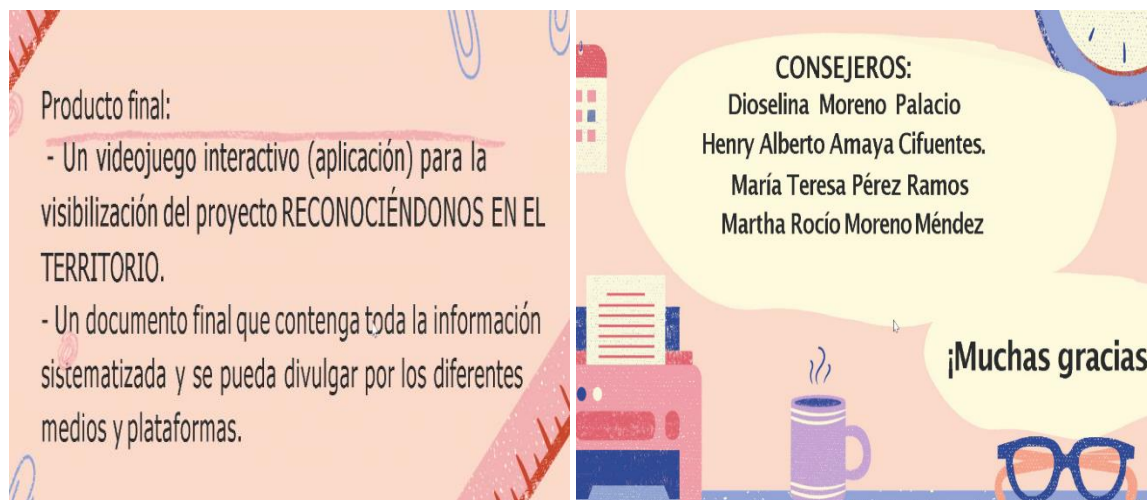 Producto final:
- Un videojuego interactivo (aplicación) para la
visibilización del proyecto RECONOCIÉNDONOS EN EL
TERRITORIO.
- Un documento final que contenga toda la información
sistematizada y se pueda divulgar por los diferentes
medios y plataformas.
CONSEJEROS:
Dioselina Moreno Palacio
Henry Alberto Amaya Cifuentes.
María Teresa Pérez Ramos
Martha Rocío Moreno Méndez
¡Muchas gracias